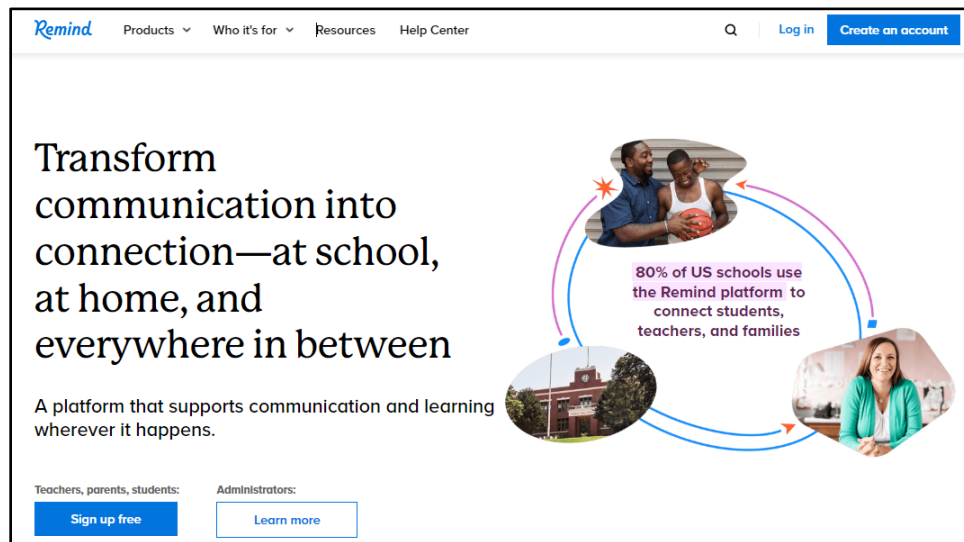 Remind
Products
Who it's for
Resources
Help Center
Log in
Create an account
Transform
communication into
connection—at school,
at home, and
everywhere in between
A platform that supports communication and learning
wherever it happens.
80% of US schools use
the Remind platform to
connect students,
teachers, and families
Teachers, parents, students:
Administrators:
Sign up free
Learn more